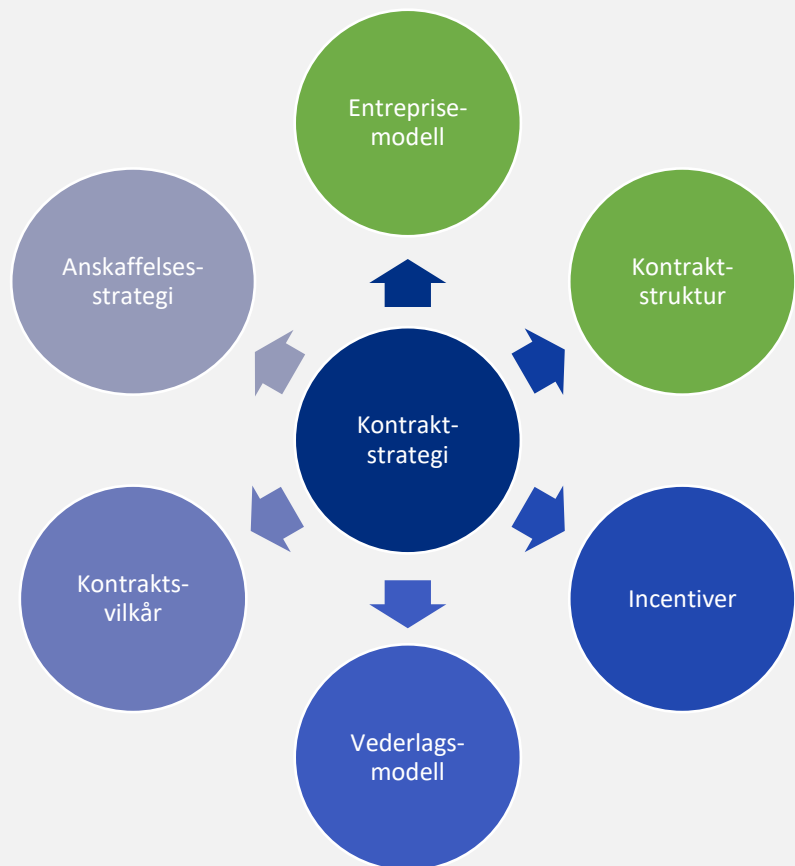 Entreprise-
modell
Anskaffelses-
strategi
Kontrakt-
struktur
Kontrakt-
strategi
Kontrakts-
vilkår
Incentiver
Vederlags-
modell